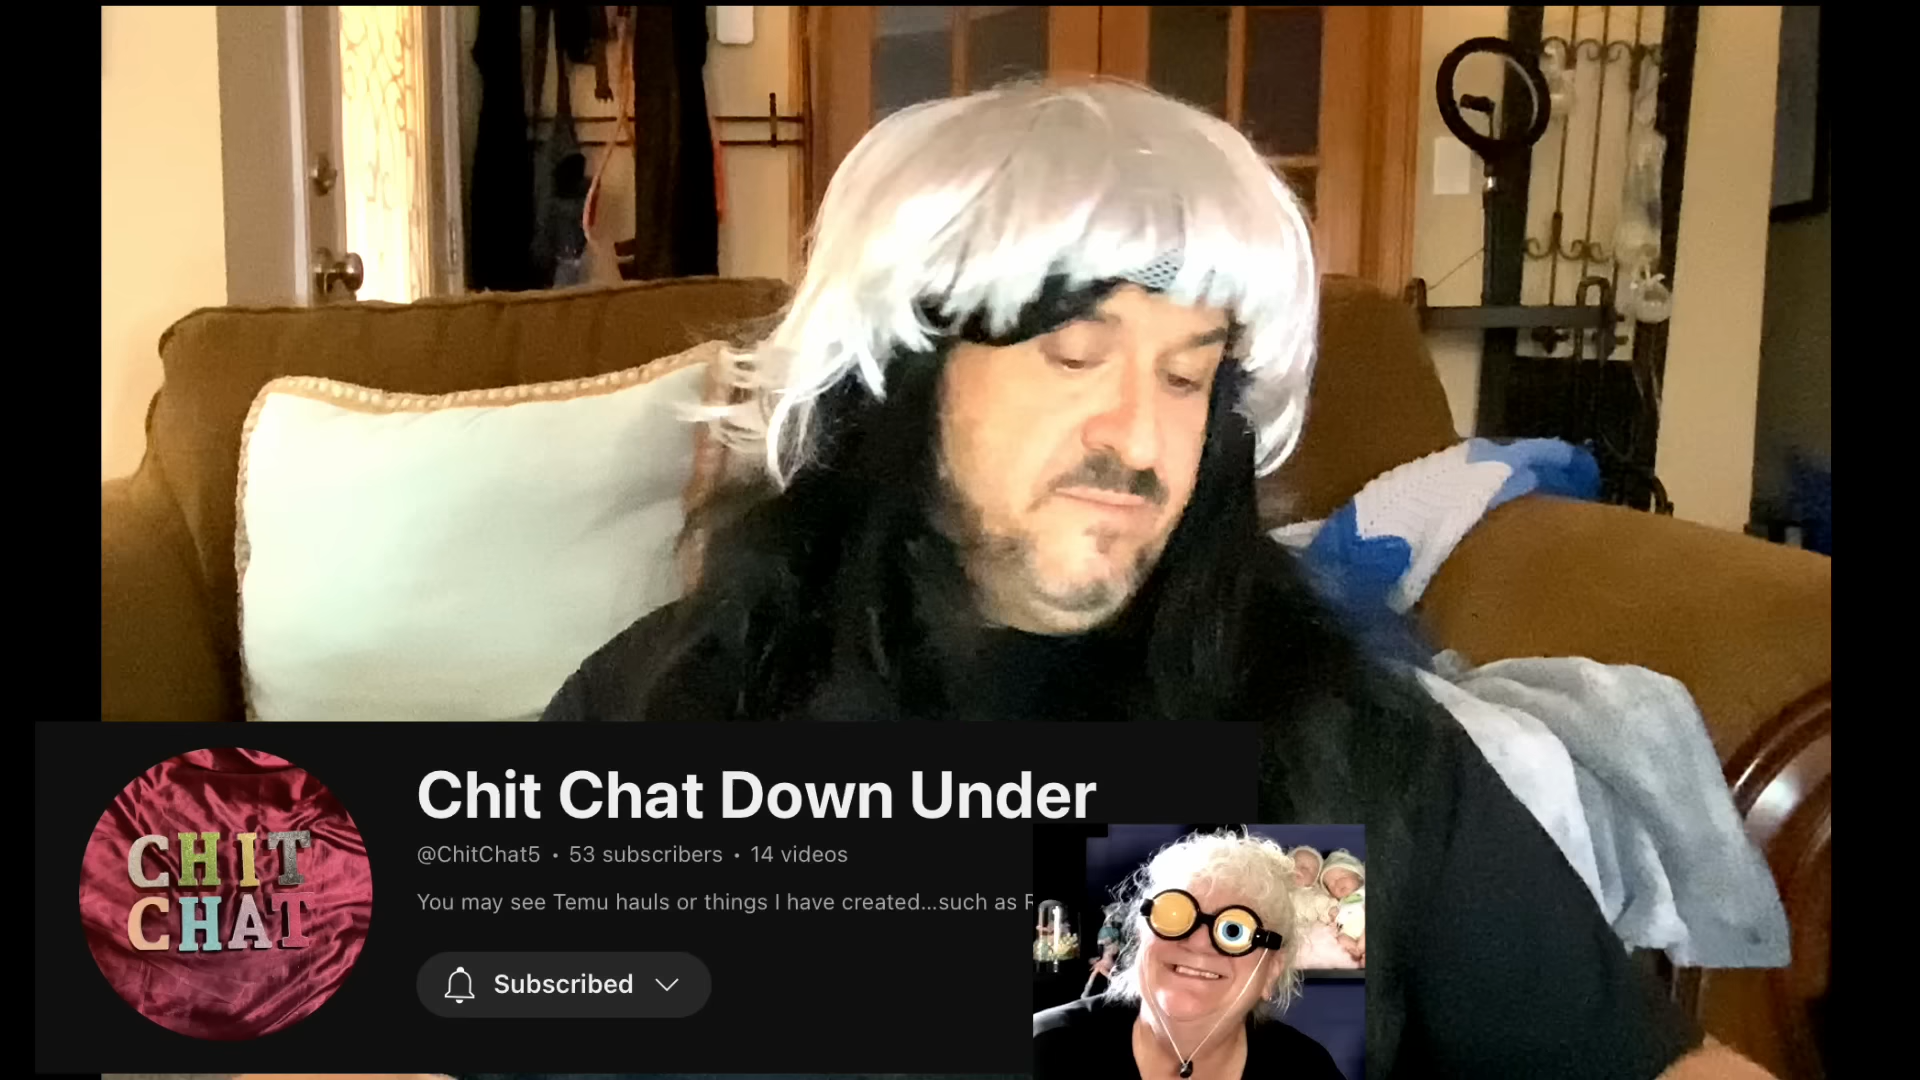 CHIT
CHAT
Chit Chat Down Under
@ChitChat5 • 53 subscribers • 14 videos
You may see Temu hauls or things I have created...such as
Subscribed